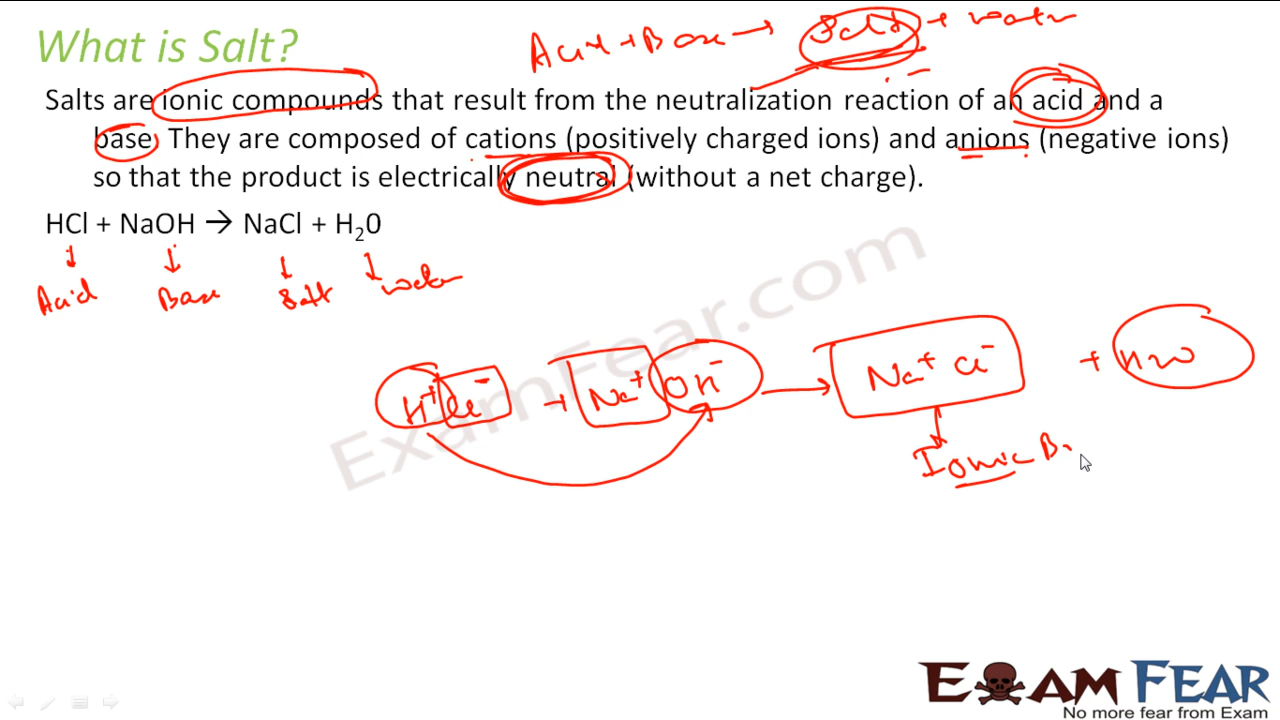 What is Salt?
Acid + Base → Salt + water
Salts are ionic compounds that result from the neutralization reaction of an acid and a
base. They are composed of cations (positively charged ions) and anions (negative ions)
so that the product is electrically neutral (without a net charge).
HCl + NaOH → NaCl + H₂0
Acid Base Salt water
H⁺Cl⁻ + Na⁺ OH⁻ → Na⁺ Cl⁻ + H2O
Ionic B
ExamFear.com
EXAM FEAR
No more fear from Exam